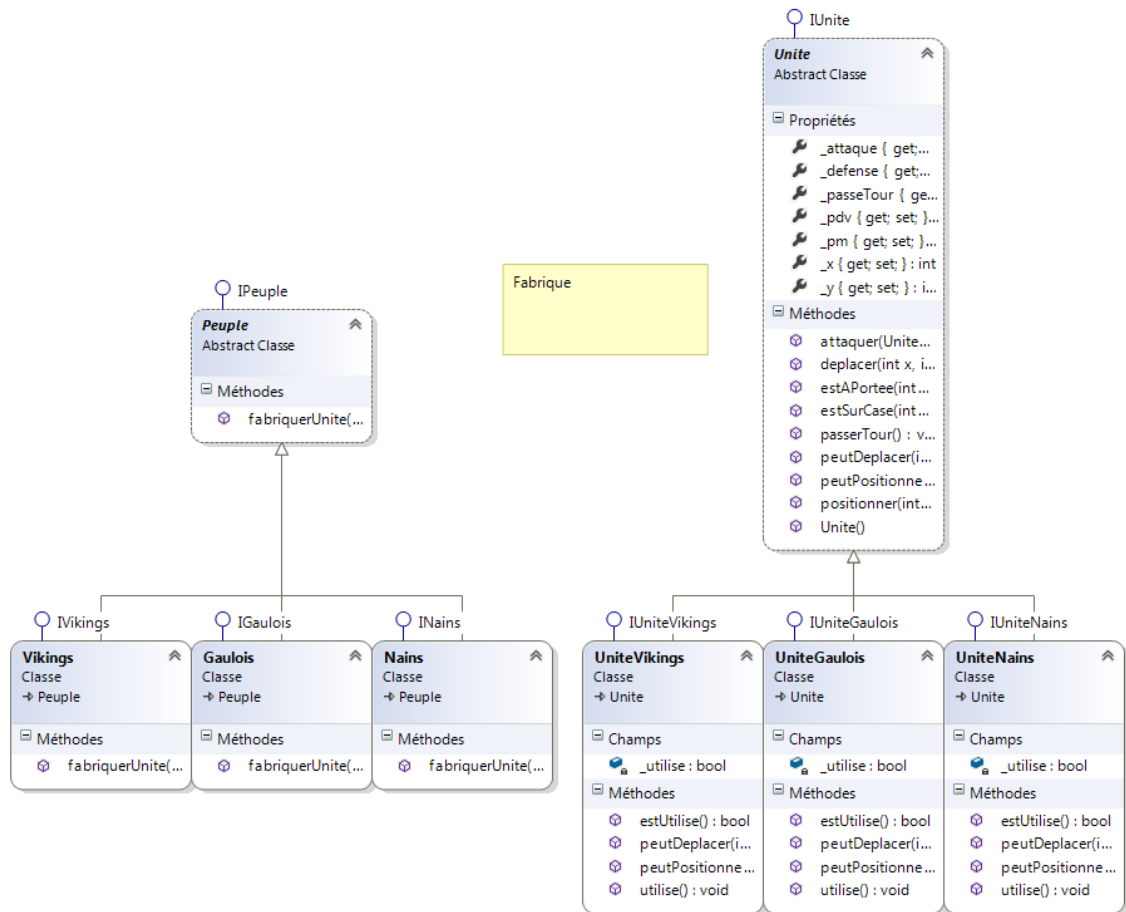 IUnite
Unite
Abstract Classe
Propriétés
_attaque { get;...
_defense { get;...
_passeTour { ge...
_pdv { get; set; }...
_pm { get; set; }...
_x { get; set; } : int
_y { get; set; } : i...
Méthodes
attaquer(Unite...
deplacer(int x, i...
estAPortee(int...
estSurCase(int...
passerTour() : v...
peutDeplacer(i...
peutPositionne...
positionner(int...
Unite()
Fabrique
IPeuple
Peuple
Abstract Classe
Méthodes
fabriquerUnite(...
IVikings
Vikings
Classe
Peuple
Méthodes
fabriquerUnite(...
IGaulois
Gaulois
Classe
Peuple
Méthodes
fabriquerUnite(...
INains
Nains
Classe
Peuple
Méthodes
fabriquerUnite(...
IUniteVikings
UniteVikings
Classe
Unite
Champs
_utilise : bool
Méthodes
estUtilise() : bool
peutDeplacer(i...
peutPositionne...
utilise() : void
IUniteGaulois
UniteGaulois
Classe
Unite
Champs
_utilise : bool
Méthodes
estUtilise() : bool
peutDeplacer(i...
peutPositionne...
utilise() : void
IUniteNains
UniteNains
Classe
Unite
Champs
_utilise : bool
Méthodes
estUtilise() : bool
peutDeplacer(i...
peutPositionne...
utilise() : void